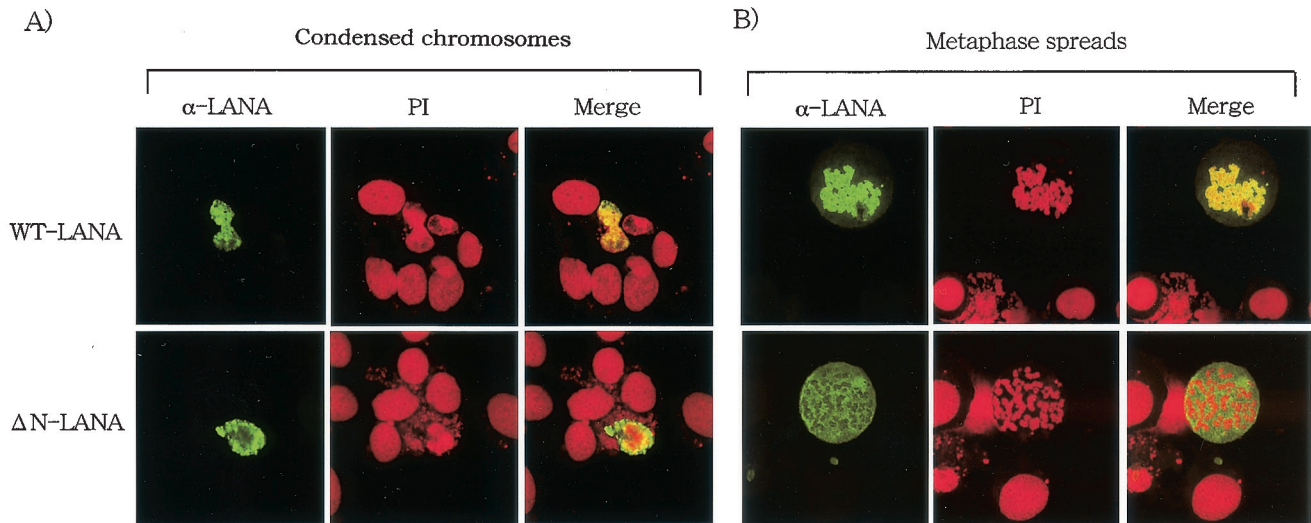 A)
Condensed chromosomes
α-LANA PI Merge
WT-LANA
ΔN-LANA
B)
Metaphase spreads
α-LANA PI Merge